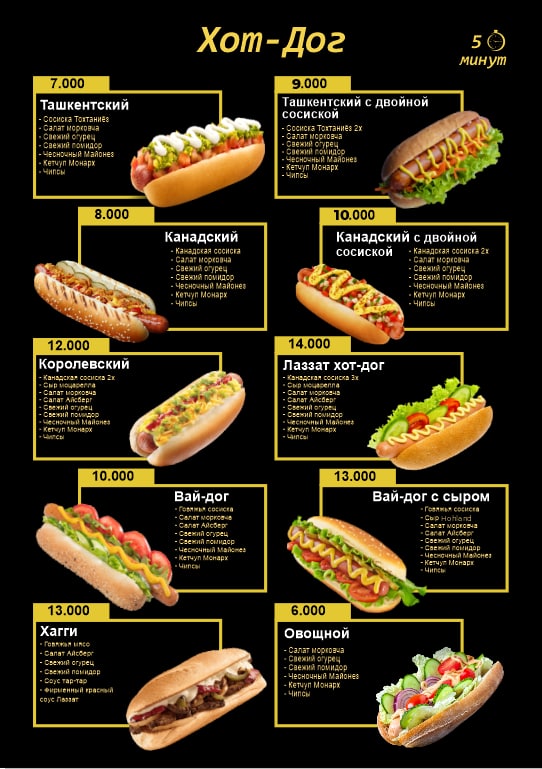 Хот-Дог
5
минут
7.000
Ташкентский
- Сосиска Тохтаниёз
- Салат морковча
- Свежий огурец
- Свежий помидор
- Чесночный Майонез
- Кетчуп Монарх
- Чипсы
9.000
Ташкентский с двойной
сосиской
- Сосиска Тохтаниёз 2х
- Салат морковча
- Свежий огурец
- Свежий помидор
- Чесночный Майонез
- Кетчуп Монарх
- Чипсы
8.000
Канадский
- Канадская сосиска
- Салат морковча
- Свежий огурец
- Свежий помидор
- Чесночный Майонез
- Кетчуп Монарх
- Чипсы
10.000
Канадский с двойной
сосиской
- Канадская сосиска 2х
- Салат морковча
- Свежий огурец
- Свежий помидор
- Чесночный Майонез
- Кетчуп Монарх
- Чипсы
12.000
Королевский
- Канадская сосиска 2х
- Сыр моцарелла
- Салат морковча
- Салат Айсберг
- Свежий огурец
- Свежий помидор
- Чесночный Майонез
- Кетчуп Монарх
- Чипсы
14.000
Лаззат хот-дог
- Канадская сосиска 3х
- Сыр моцарелла
- Салат морковча
- Салат Айсберг
- Свежий огурец
- Свежий помидор
- Чесночный Майонез
- Кетчуп Монарх
- Чипсы
10.000
Вай-дог
- Говяжья сосиска
- Салат морковча
- Салат Айсберг
- Свежий огурец
- Свежий помидор
- Чесночный Майонез
- Кетчуп Монарх
- Чипсы
13.000
Вай-дог с сыром
- Говяжья сосиска
- Сыр Hohland
- Салат морковча
- Салат Айсберг
- Свежий огурец
- Свежий помидор
- Чесночный Майонез
- Кетчуп Монарх
- Чипсы
13.000
Хагги
- Говяжье мясо
- Салат Айсберг
- Свежий огурец
- Свежий помидор
- Соус тар-тар
- Фирменный красный
соус Лаззат
6.000
Овощной
- Салат морковча
- Свежий огурец
- Свежий помидор
- Чесночный Майонез
- Кетчуп Монарх
- Чипсы